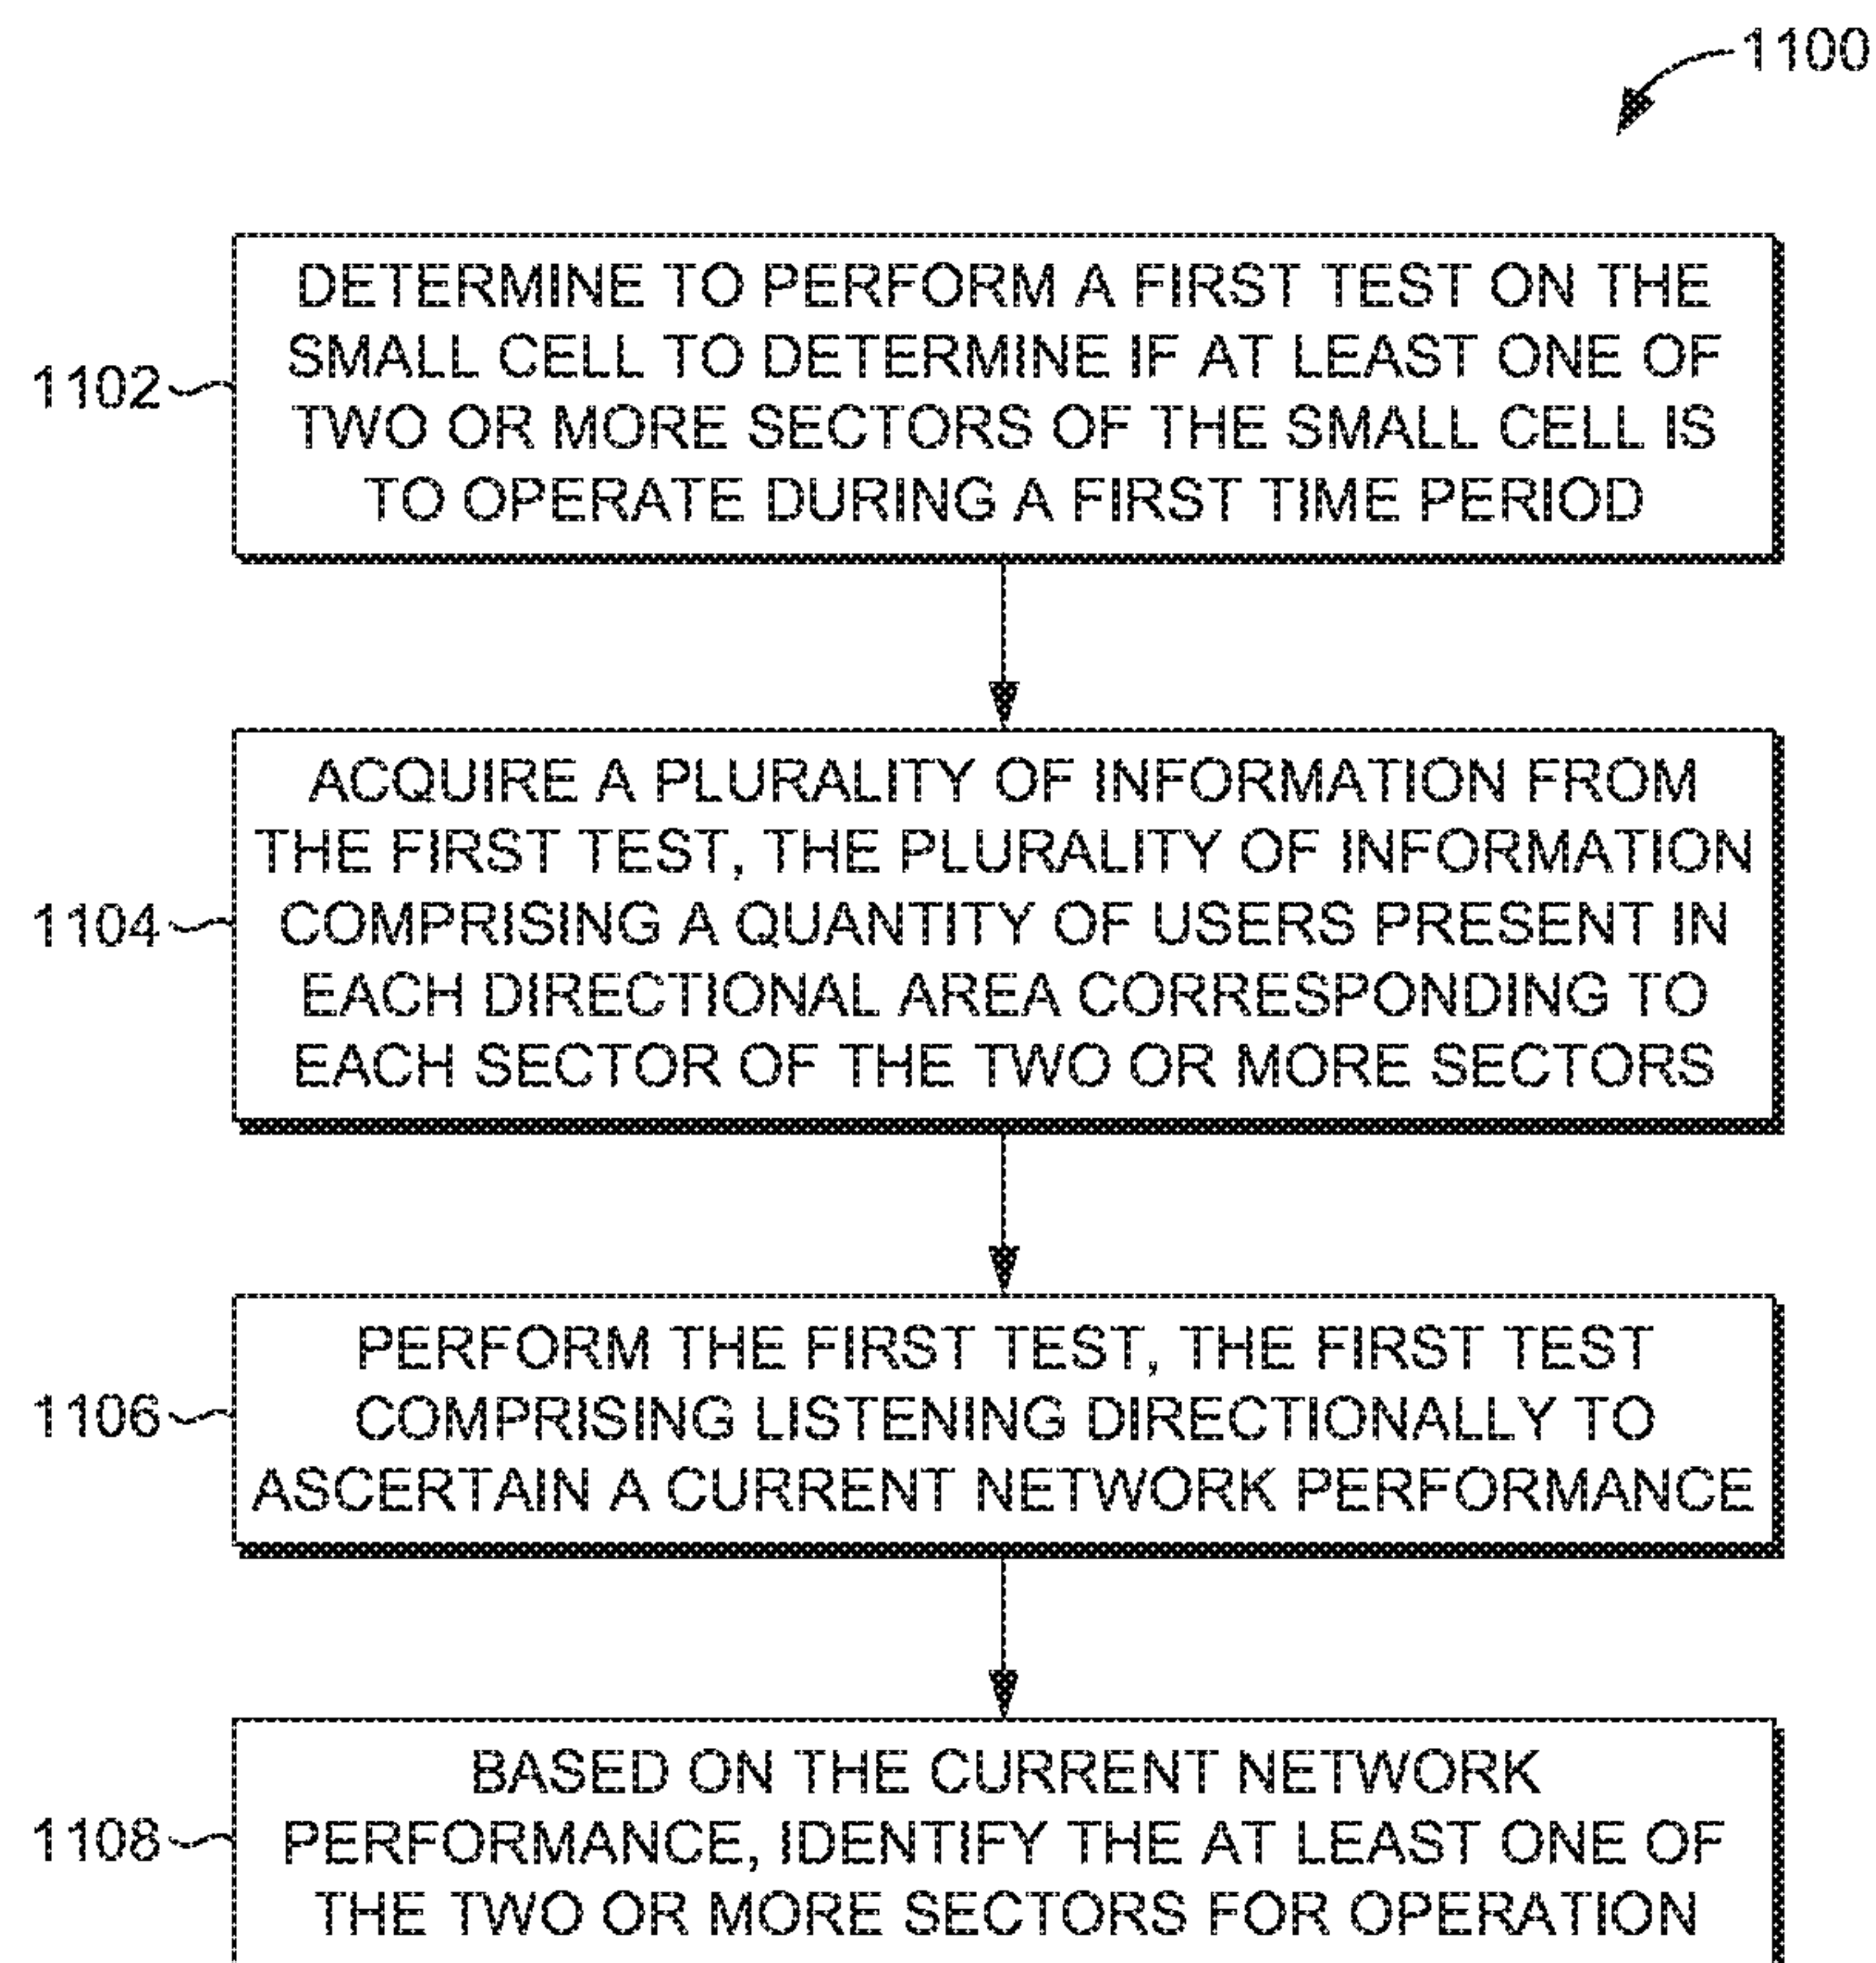 1100
DETERMINE TO PERFORM A FIRST TEST ON THE
SMALL CELL TO DETERMINE IF AT LEAST ONE OF
TWO OR MORE SECTORS OF THE SMALL CELL IS
TO OPERATE DURING A FIRST TIME PERIOD
1102
ACQUIRE A PLURALITY OF INFORMATION FROM
THE FIRST TEST, THE PLURALITY OF INFORMATION
COMPRISING A QUANTITY OF USERS PRESENT IN
EACH DIRECTIONAL AREA CORRESPONDING TO
EACH SECTOR OF THE TWO OR MORE SECTORS
1104
PERFORM THE FIRST TEST, THE FIRST TEST
COMPRISING LISTENING DIRECTIONALLY TO
ASCERTAIN A CURRENT NETWORK PERFORMANCE
1106
BASED ON THE CURRENT NETWORK
PERFORMANCE, IDENTIFY THE AT LEAST ONE OF
THE TWO OR MORE SECTORS FOR OPERATION
1108